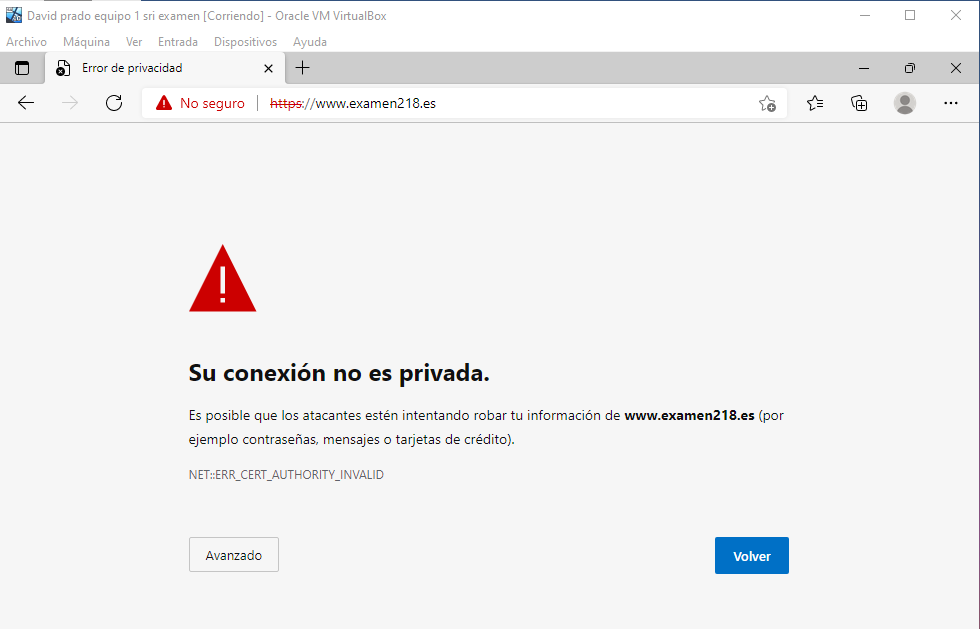 David prado equipo 1 sri examen [Corriendo] - Oracle VM VirtualBox
Archivo Máquina Ver Entrada Dispositivos Ayuda
Error de privacidad
No seguro https://www.examen218.es
!
Su conexión no es privada.
Es posible que los atacantes estén intentando robar tu información de www.examen218.es (por
ejemplo contraseñas, mensajes o tarjetas de crédito).
NET::ERR_CERT_AUTHORITY_INVALID
Avanzado Volver